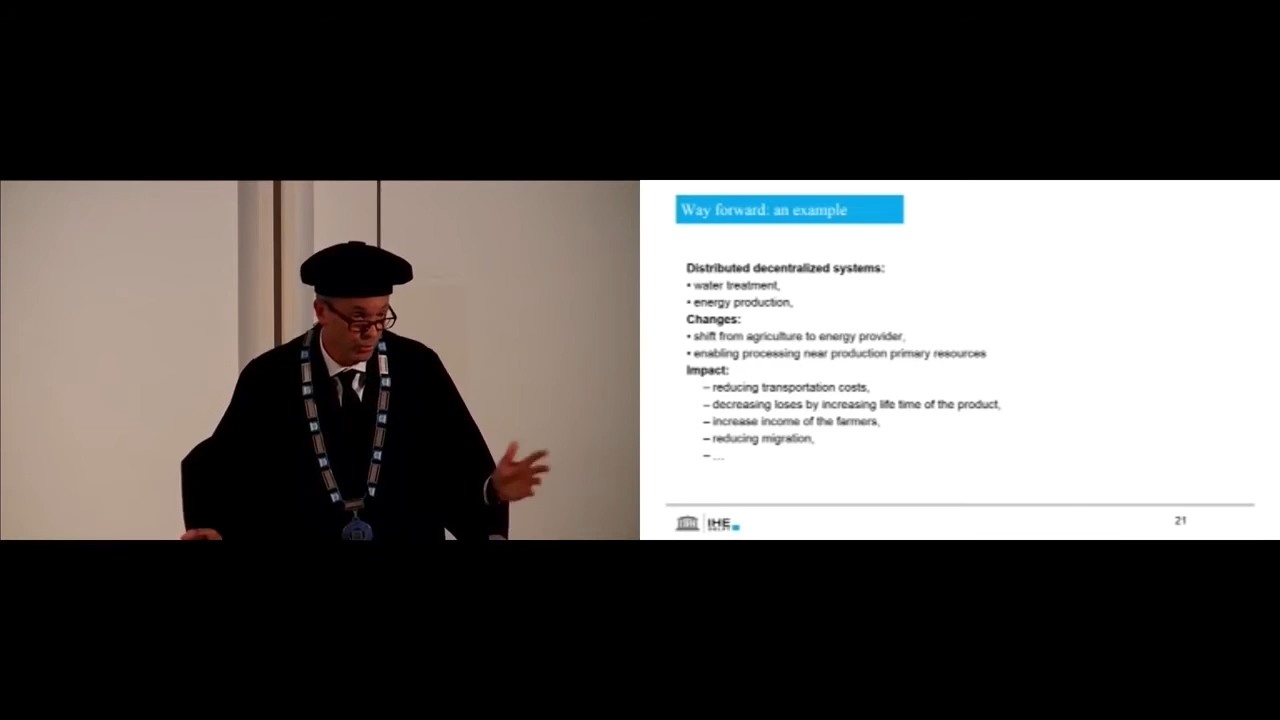 Way forward: an example
Distributed decentralized systems:
• water treatment,
• energy production,
Changes:
• shift from agriculture to energy provider,
• enabling processing near production primary resources
Impact:
– reducing transportation costs,
– decreasing loses by increasing life time of the product,
– increase income of the farmers,
– reducing migration,
– ...
IHE
DELFT
21